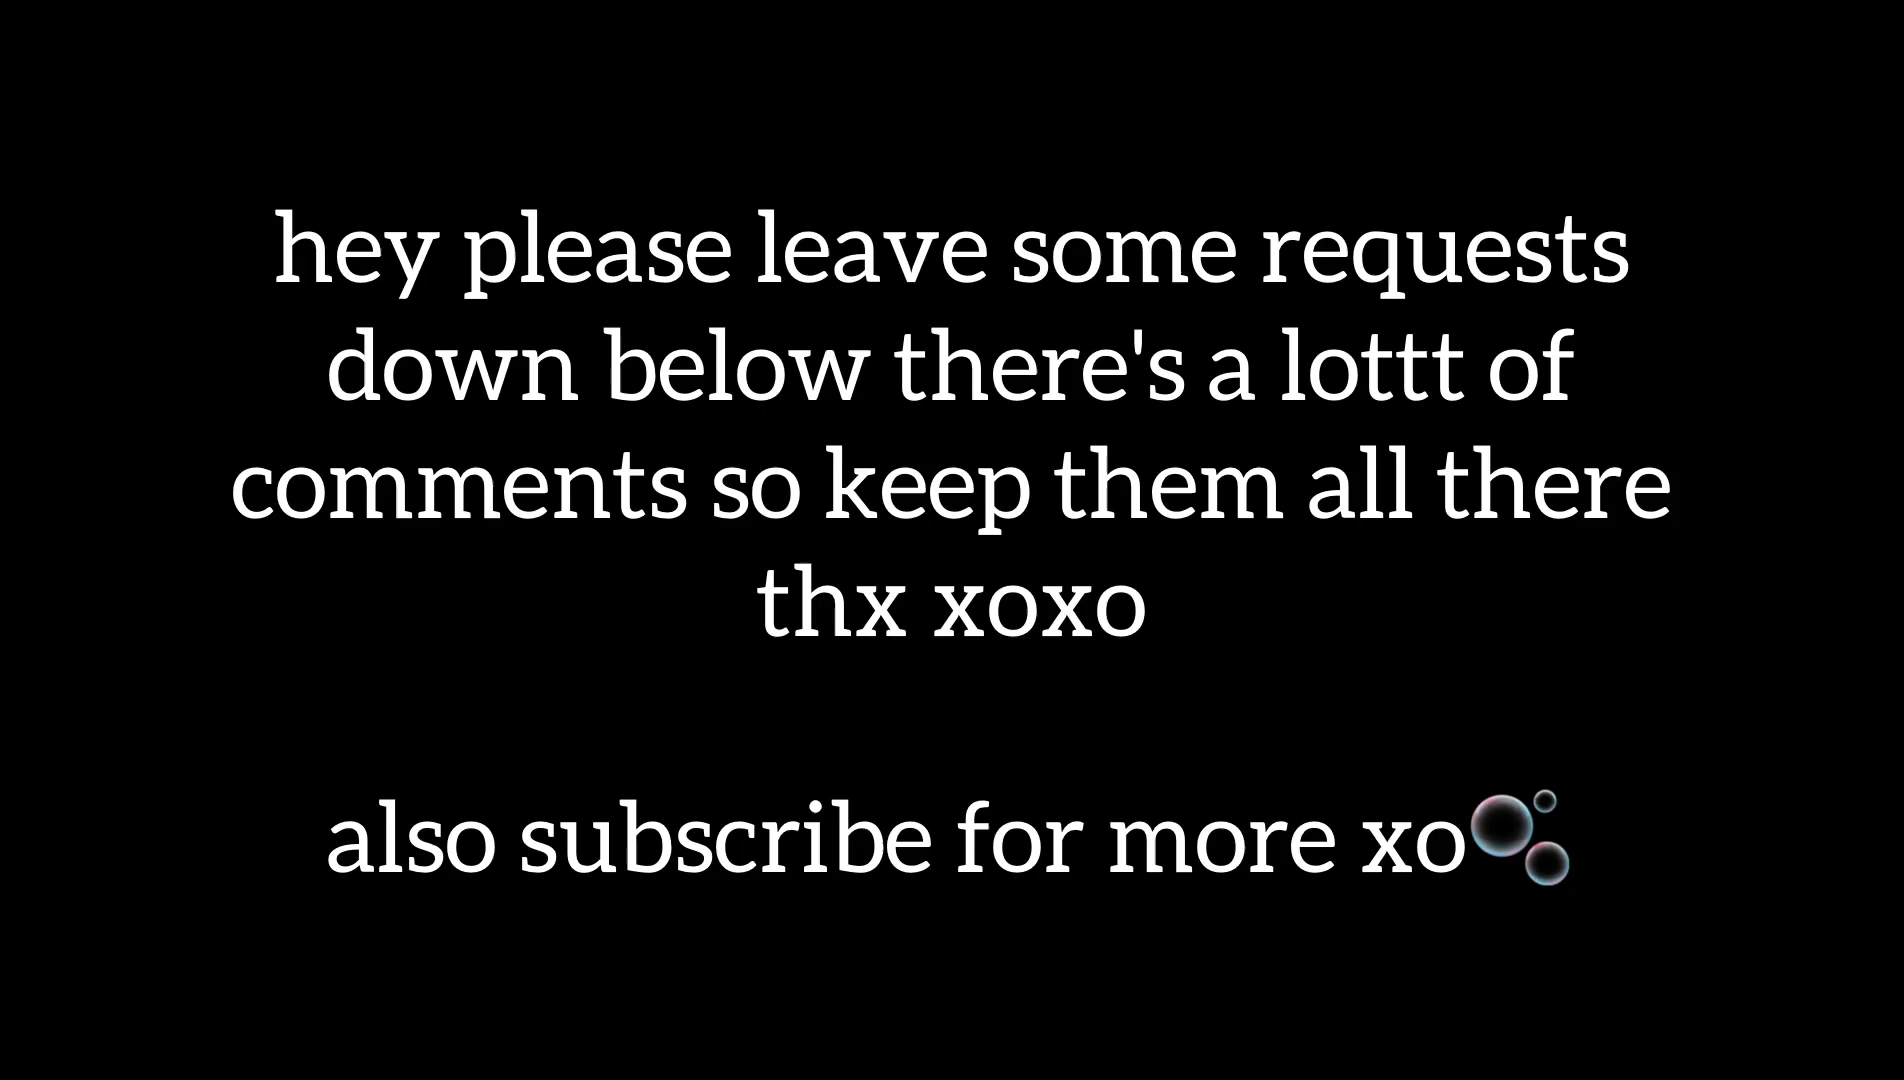 hey please leave some requests
down below there's a lottt of
comments so keep them all there
thx xoxo
also subscribe for more xo🫧